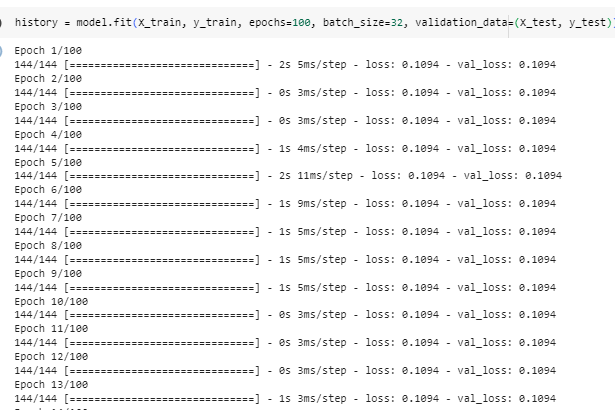 history = model.fit(X_train, y_train, epochs=100, batch_size=32, validation_data=(X_test, y_test))
Epoch 1/100
144/144 [==============================] - 2s 5ms/step - loss: 0.1094 - val_loss: 0.1094
Epoch 2/100
144/144 [==============================] - 0s 3ms/step - loss: 0.1094 - val_loss: 0.1094
Epoch 3/100
144/144 [==============================] - 0s 3ms/step - loss: 0.1094 - val_loss: 0.1094
Epoch 4/100
144/144 [==============================] - 1s 4ms/step - loss: 0.1094 - val_loss: 0.1094
Epoch 5/100
144/144 [==============================] - 2s 11ms/step - loss: 0.1094 - val_loss: 0.1094
Epoch 6/100
144/144 [==============================] - 1s 9ms/step - loss: 0.1094 - val_loss: 0.1094
Epoch 7/100
144/144 [==============================] - 1s 5ms/step - loss: 0.1094 - val_loss: 0.1094
Epoch 8/100
144/144 [==============================] - 1s 5ms/step - loss: 0.1094 - val_loss: 0.1094
Epoch 9/100
144/144 [==============================] - 1s 5ms/step - loss: 0.1094 - val_loss: 0.1094
Epoch 10/100
144/144 [==============================] - 0s 3ms/step - loss: 0.1094 - val_loss: 0.1094
Epoch 11/100
144/144 [==============================] - 0s 3ms/step - loss: 0.1094 - val_loss: 0.1094
Epoch 12/100
144/144 [==============================] - 0s 3ms/step - loss: 0.1094 - val_loss: 0.1094
Epoch 13/100
144/144 [==============================] - 1s 3ms/step - loss: 0.1094 - val_loss: 0.1094